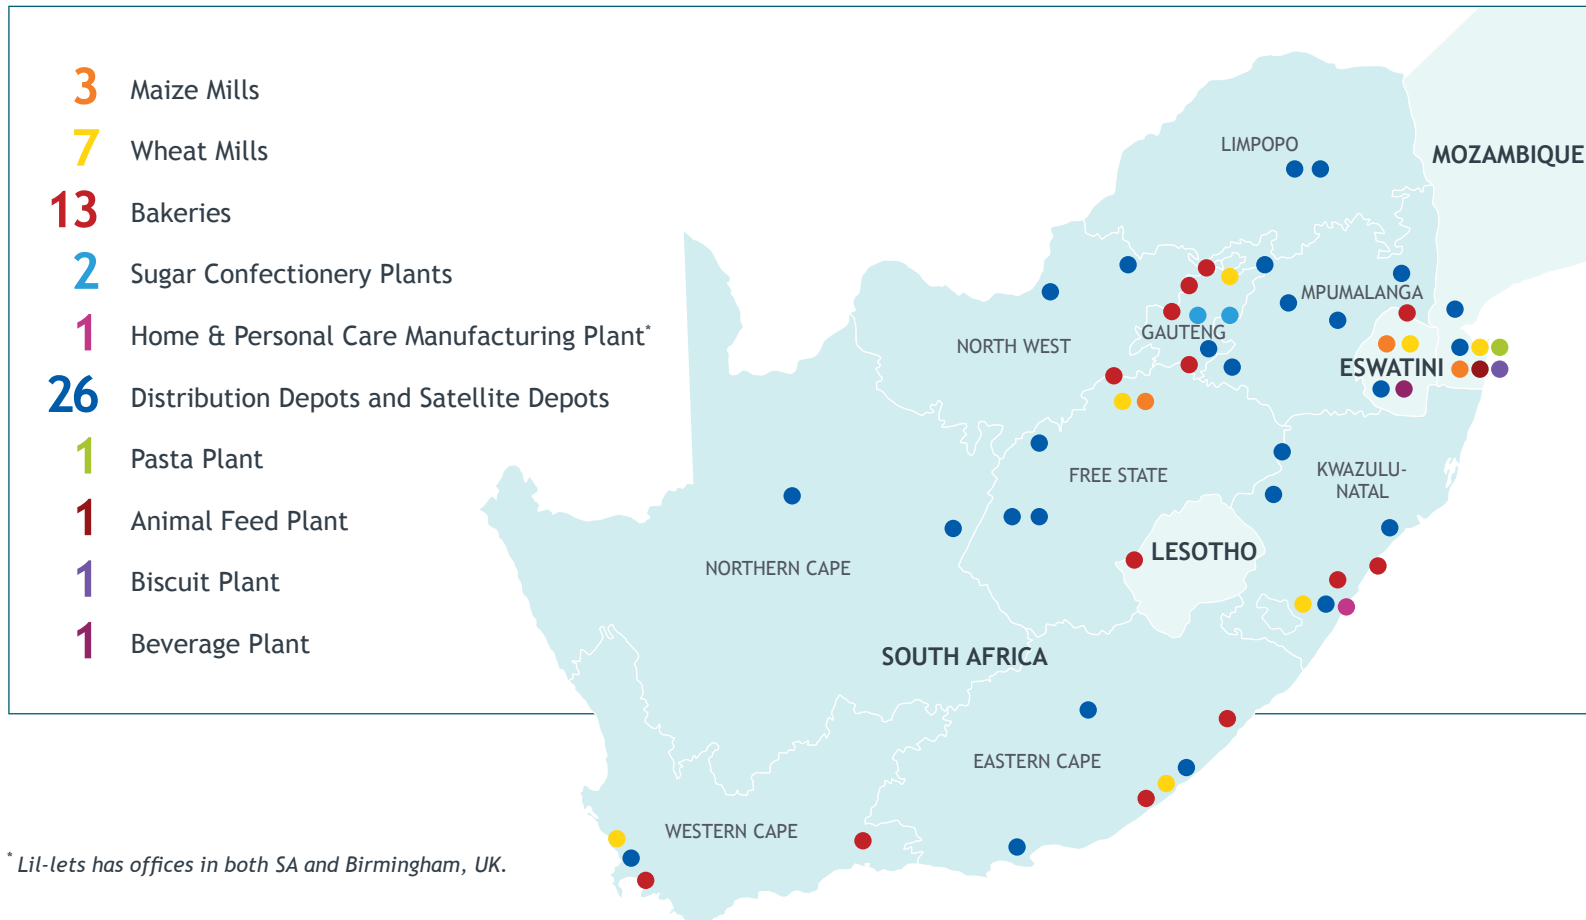 3 Maize Mills
7 Wheat Mills
13 Bakeries
2 Sugar Confectionery Plants
1 Home & Personal Care Manufacturing Plant*
26 Distribution Depots and Satellite Depots
1 Pasta Plant
1 Animal Feed Plant
1 Biscuit Plant
1 Beverage Plant
LIMPOPO
MOZAMBIQUE
MPUMALANGA
GAUTENG
NORTH WEST
ESWATINI
FREE STATE
KWAZULU-
NATAL
LESOTHO
NORTHERN CAPE
SOUTH AFRICA
EASTERN CAPE
WESTERN CAPE
* Lil-lets has offices in both SA and Birmingham, UK.